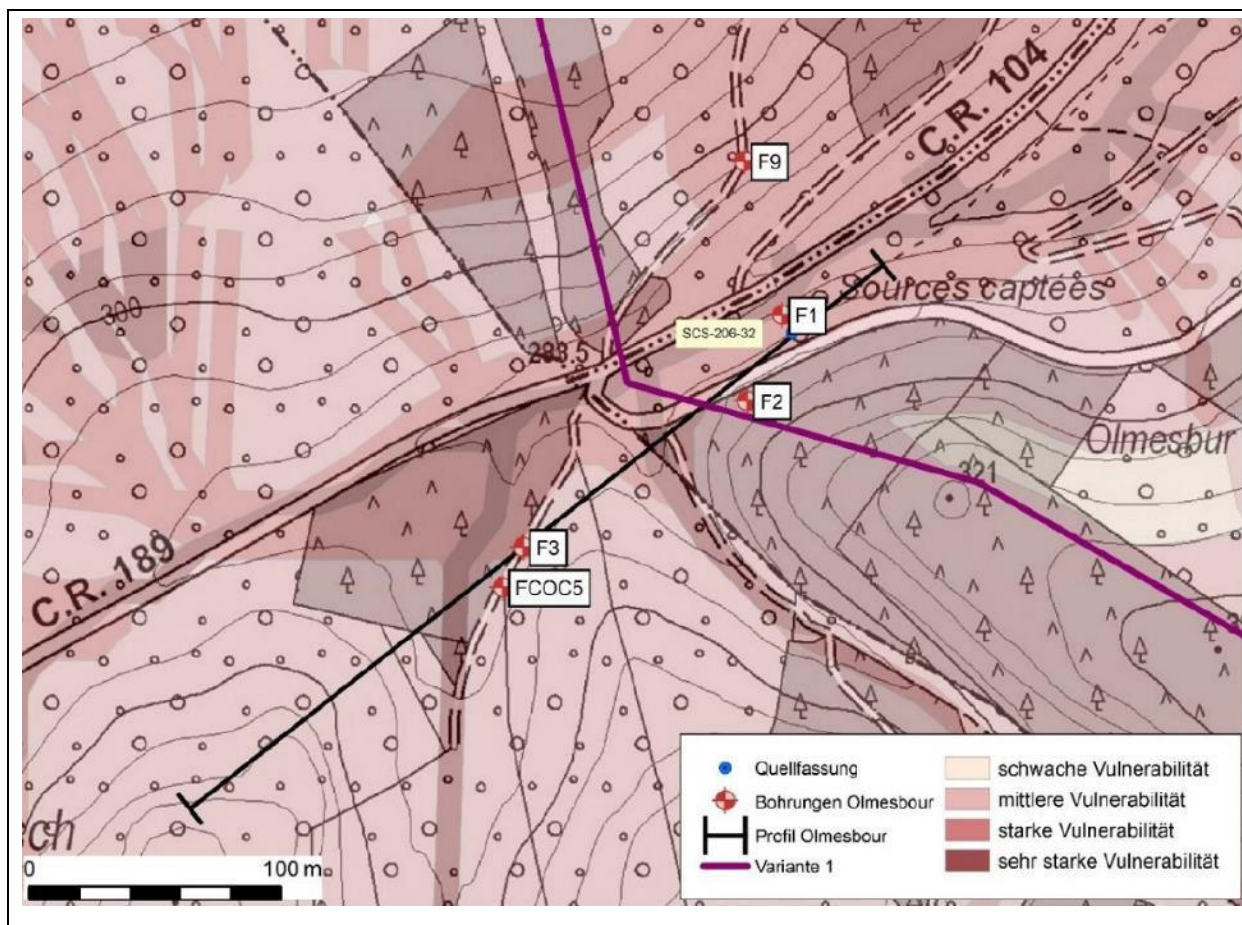 C.R. 104
F9
300
Sources captées
F1
SCS-206-32
283.5
F2
Olmesbur
321
F3
FCOC5
C.R. 189
ech
0 100 m
Quellfassung
Bohrungen Olmesbour
Profil Olmesbour
Variante 1
schwache Vulnerabilität
mittlere Vulnerabilität
starke Vulnerabilität
sehr starke Vulnerabilität